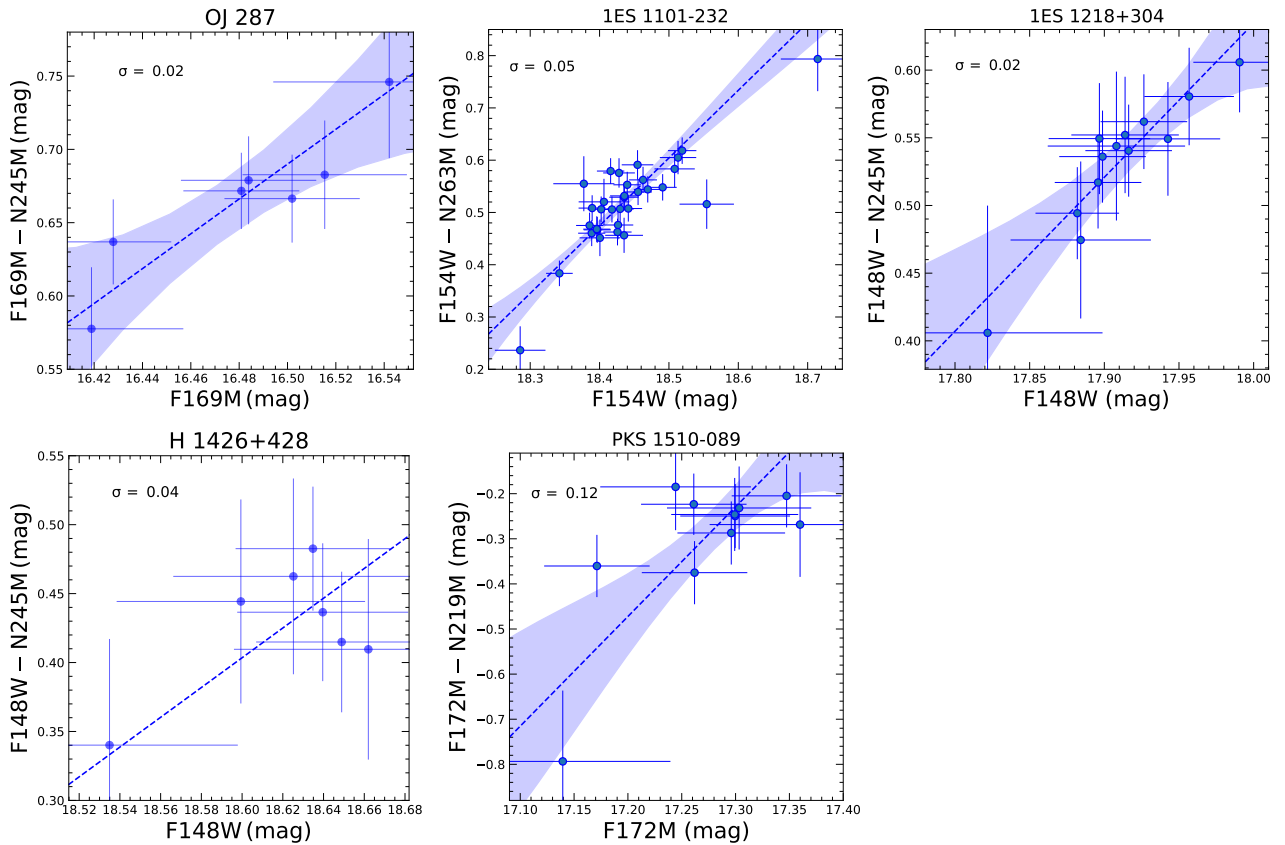 OJ 287
σ = 0.02
0.75
0.70
0.65
0.60
0.55
F169M − N245M (mag)
16.42 16.44 16.46 16.48 16.50 16.52 16.54
F169M (mag)
1ES 1101-232
σ = 0.05
0.8
0.7
0.6
0.5
0.4
0.3
0.2
F154W − N263M (mag)
18.3 18.4 18.5 18.6 18.7
F154W (mag)
1ES 1218+304
σ = 0.02
0.60
0.55
0.50
0.45
0.40
F148W − N245M (mag)
17.80 17.85 17.90 17.95 18.00
F148W (mag)
H 1426+428
σ = 0.04
0.55
0.50
0.45
0.40
0.35
0.30
F148W − N245M (mag)
18.52 18.54 18.56 18.58 18.60 18.62 18.64 18.66 18.68
F148W (mag)
PKS 1510-089
σ = 0.12
−0.2
−0.3
−0.4
−0.5
−0.6
−0.7
−0.8
F172M − N219M (mag)
17.10 17.15 17.20 17.25 17.30 17.35 17.40
F172M (mag)